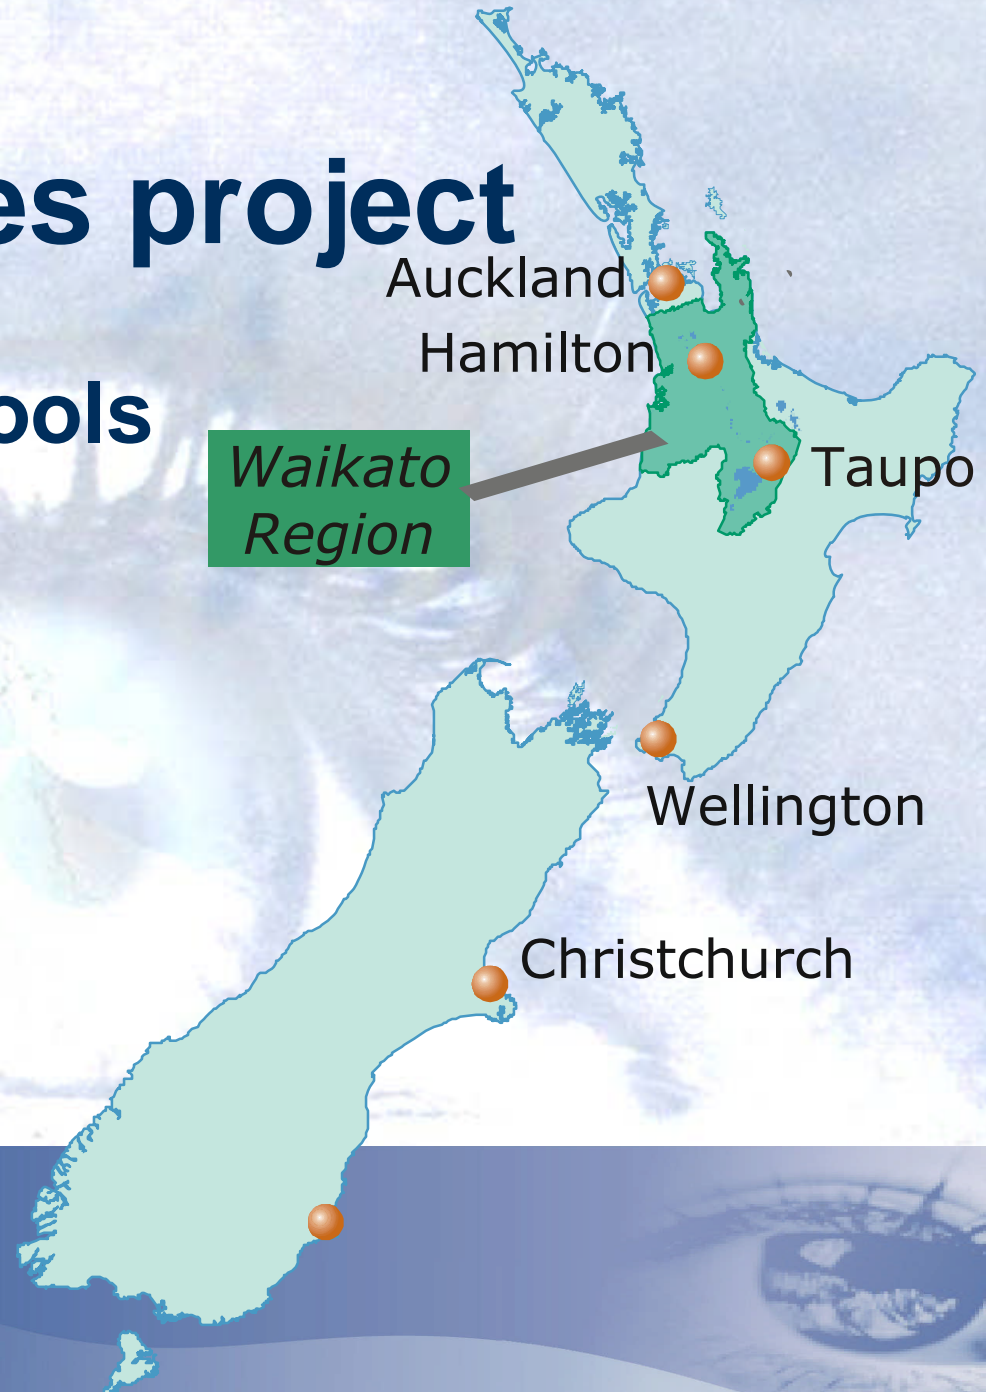 es project
Auckland
Hamilton
ools
Waikato
Region
Taupo
Wellington
Christchurch